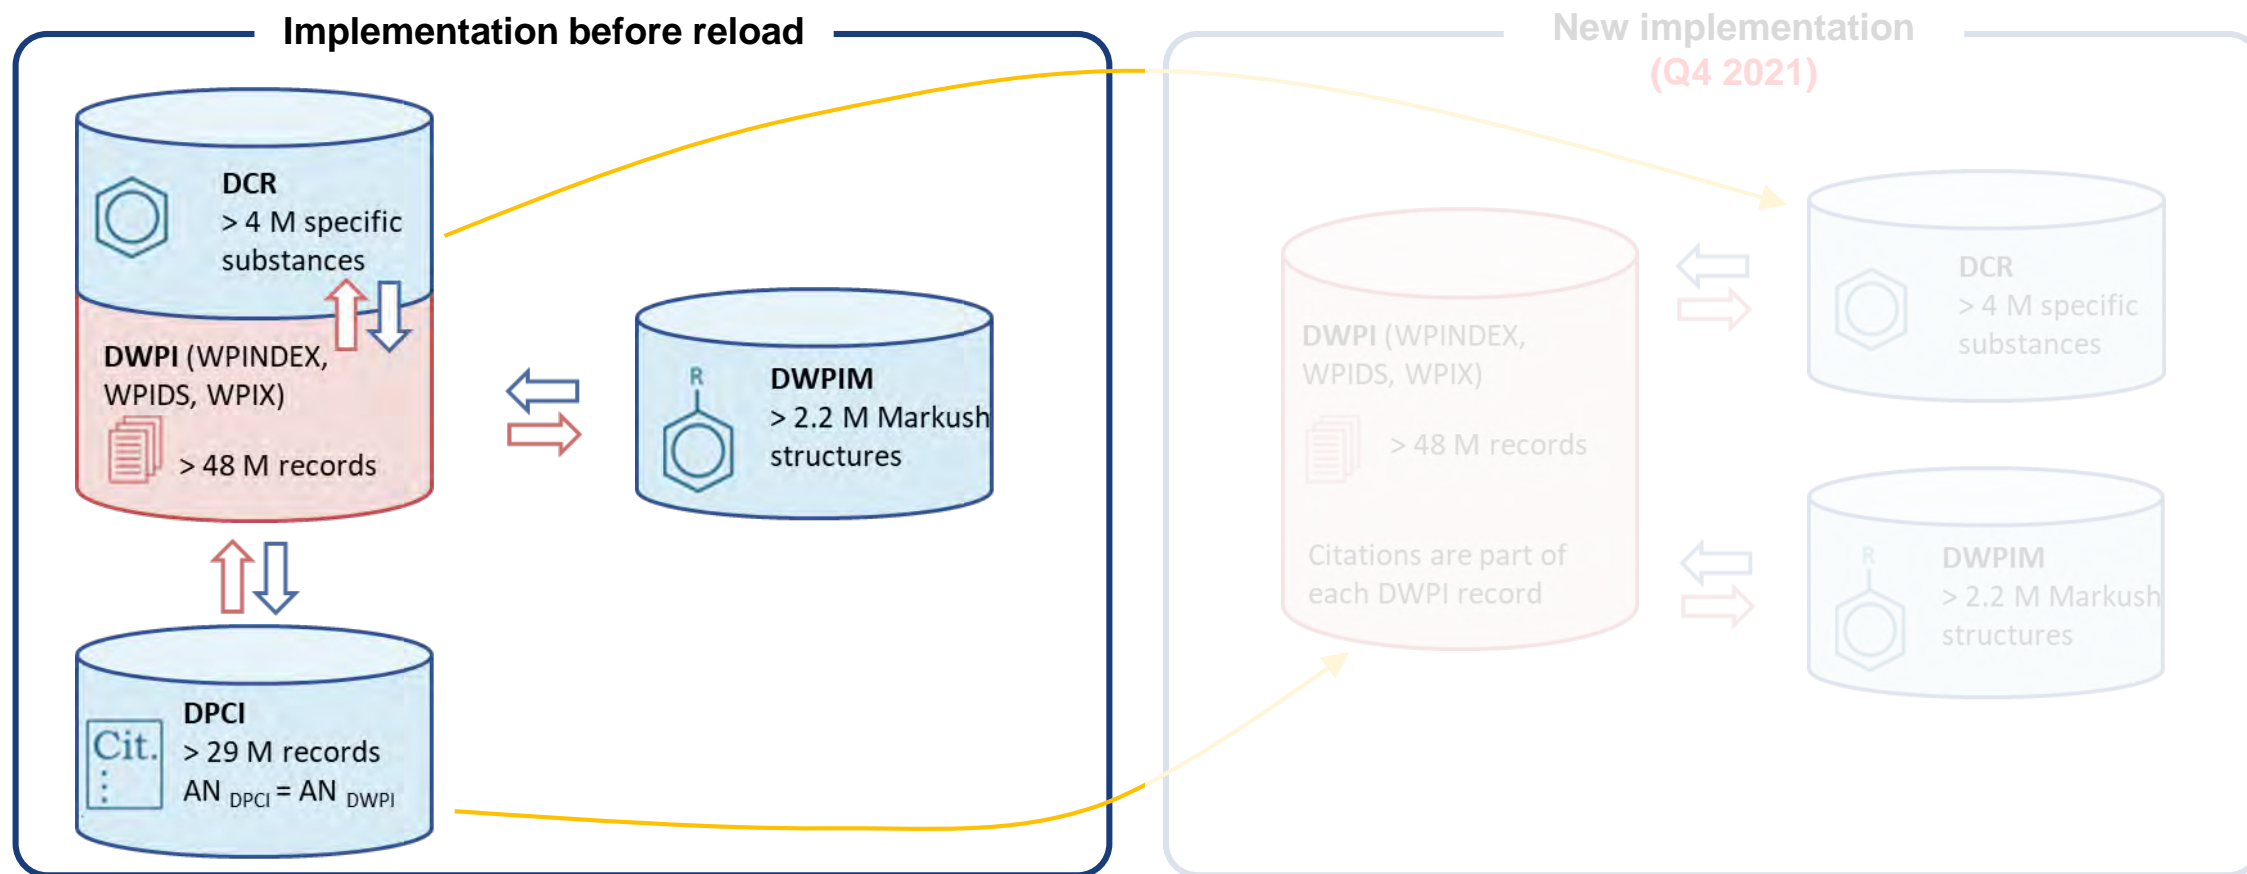 Implementation before reload
DCR
> 4 M specific
substances
DWPI (WPINDEX,
WPIDS, WPIX)
> 48 M records
R
DWPIM
> 2.2 M Markush
structures
Cit.
DPCI
> 29 M records
AN DPCI = AN DWPI
New implementation
(Q4 2021)
DWPI (WPINDEX,
WPIDS, WPIX)
> 48 M records
Citations are part of
each DWPI record
DCR
> 4 M specific
substances
R
DWPIM
> 2.2 M Markush
structures